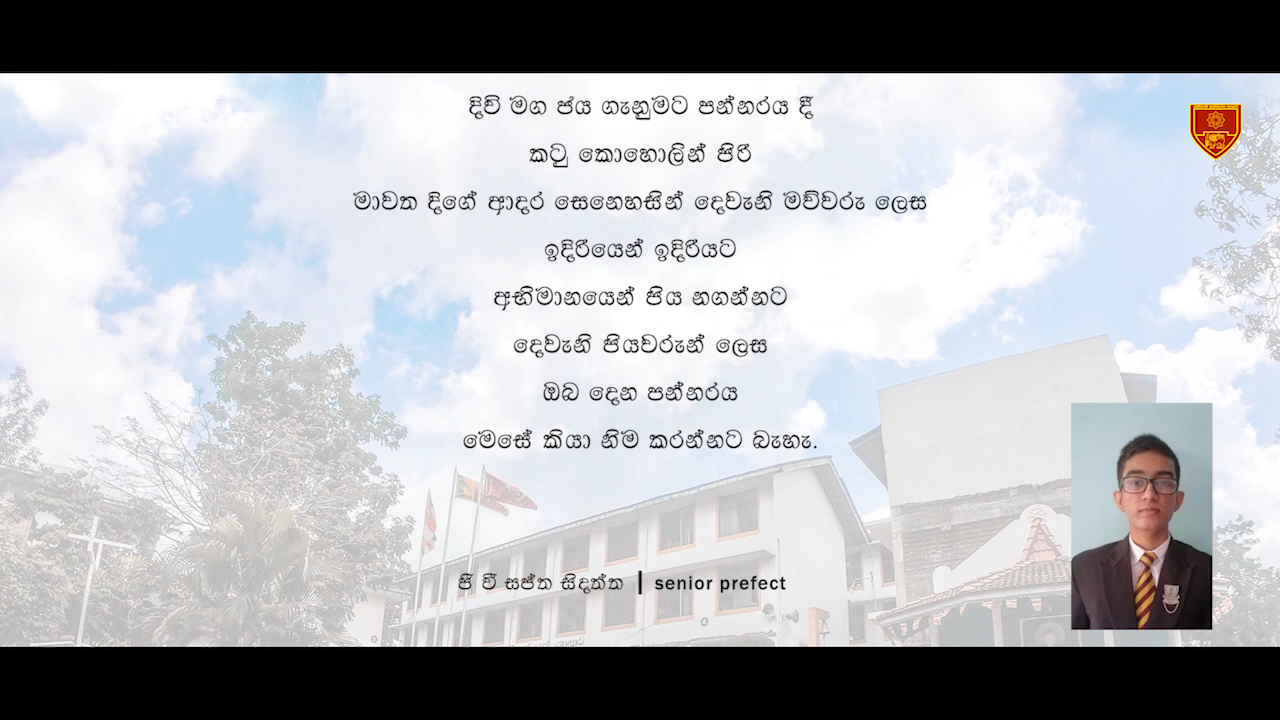 දිවි මග ජය ගැනුමට පන්නරය දී
කටු කොහොලින් පිරි
මාවත දිගේ ආදර සෙනෙහසින් දෙවැනි මව්වරු ලෙස
ඉදිරියෙන් ඉදිරියට
අභිමානයෙන් පිය නගන්නට
දෙවැනි පියවරුන් ලෙස
ඔබ දෙන පන්නරය
මෙසේ කියා නිම කරන්නට බැහැ.
පී වී සප්ත සිදත්ත | senior prefect